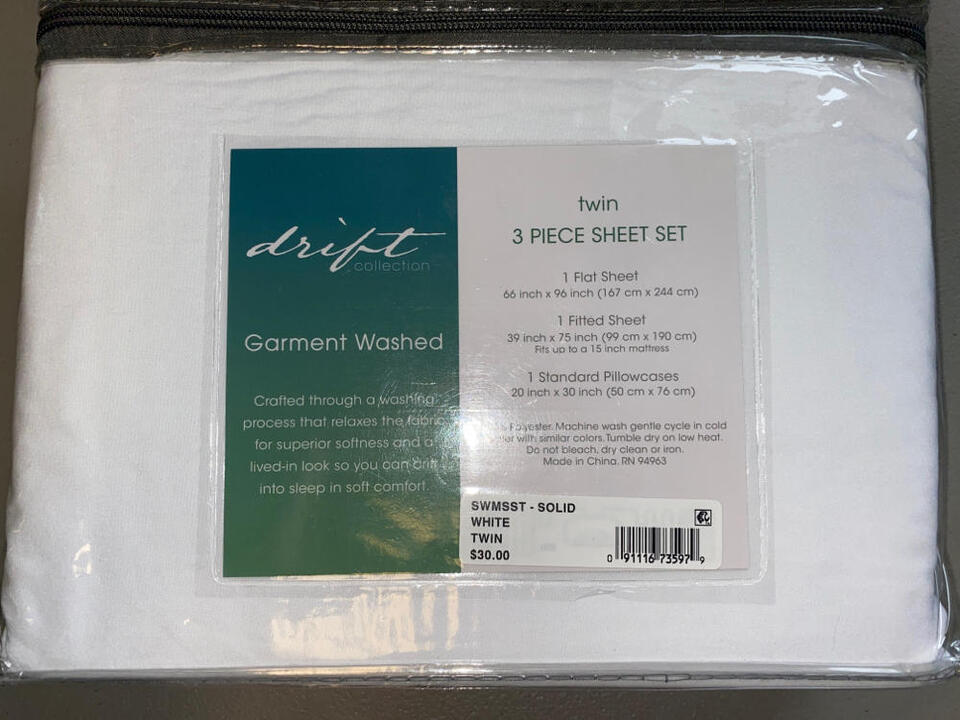 drift
collection
Garment Washed
Crafted through a washing
process that relaxes the fabric
for superior softness and a
lived-in look so you can drift
into sleep in soft comfort.
twin
3 PIECE SHEET SET
1 Flat Sheet
66 inch x 96 inch (167 cm x 244 cm)
1 Fitted Sheet
39 inch x 75 inch (99 cm x 190 cm)
Fits up to a 15 inch mattress
1 Standard Pillowcases
20 inch x 30 inch (50 cm x 76 cm)
Polyester. Machine wash gentle cycle in cold
with similar colors. Tumble dry on low heat.
Do not bleach, dry clean or iron.
Made in China. RN 94963
SWMSST - SOLID
WHITE
TWIN
$30.00
0 91116 73597 9